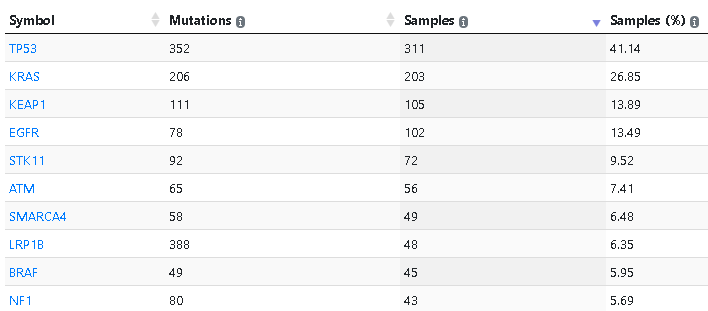 Symbol Mutations Samples Samples (%)
TP53 352 311 41.14
KRAS 206 203 26.85
KEAP1 111 105 13.89
EGFR 78 102 13.49
STK11 92 72 9.52
ATM 65 56 7.41
SMARCA4 58 49 6.48
LRP1B 388 48 6.35
BRAF 49 45 5.95
NF1 80 43 5.69